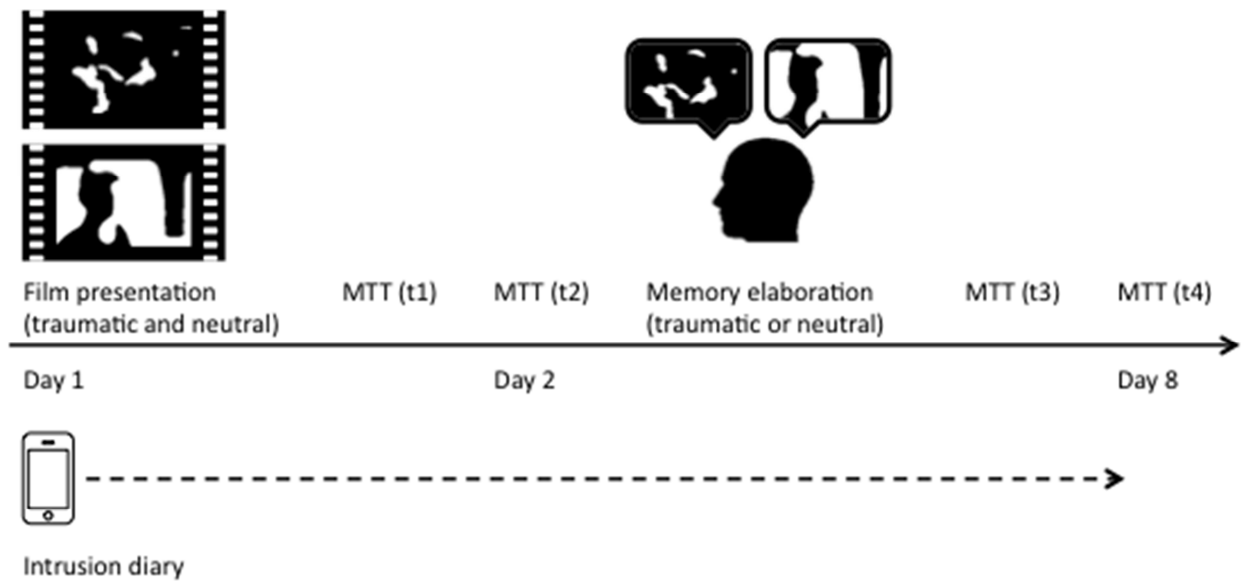 Film presentation
(traumatic and neutral)
MTT (t1)
MTT (t2)
Memory elaboration
(traumatic or neutral)
MTT (t3)
MTT (t4)
Day 1
Day 2
Day 8
Intrusion diary